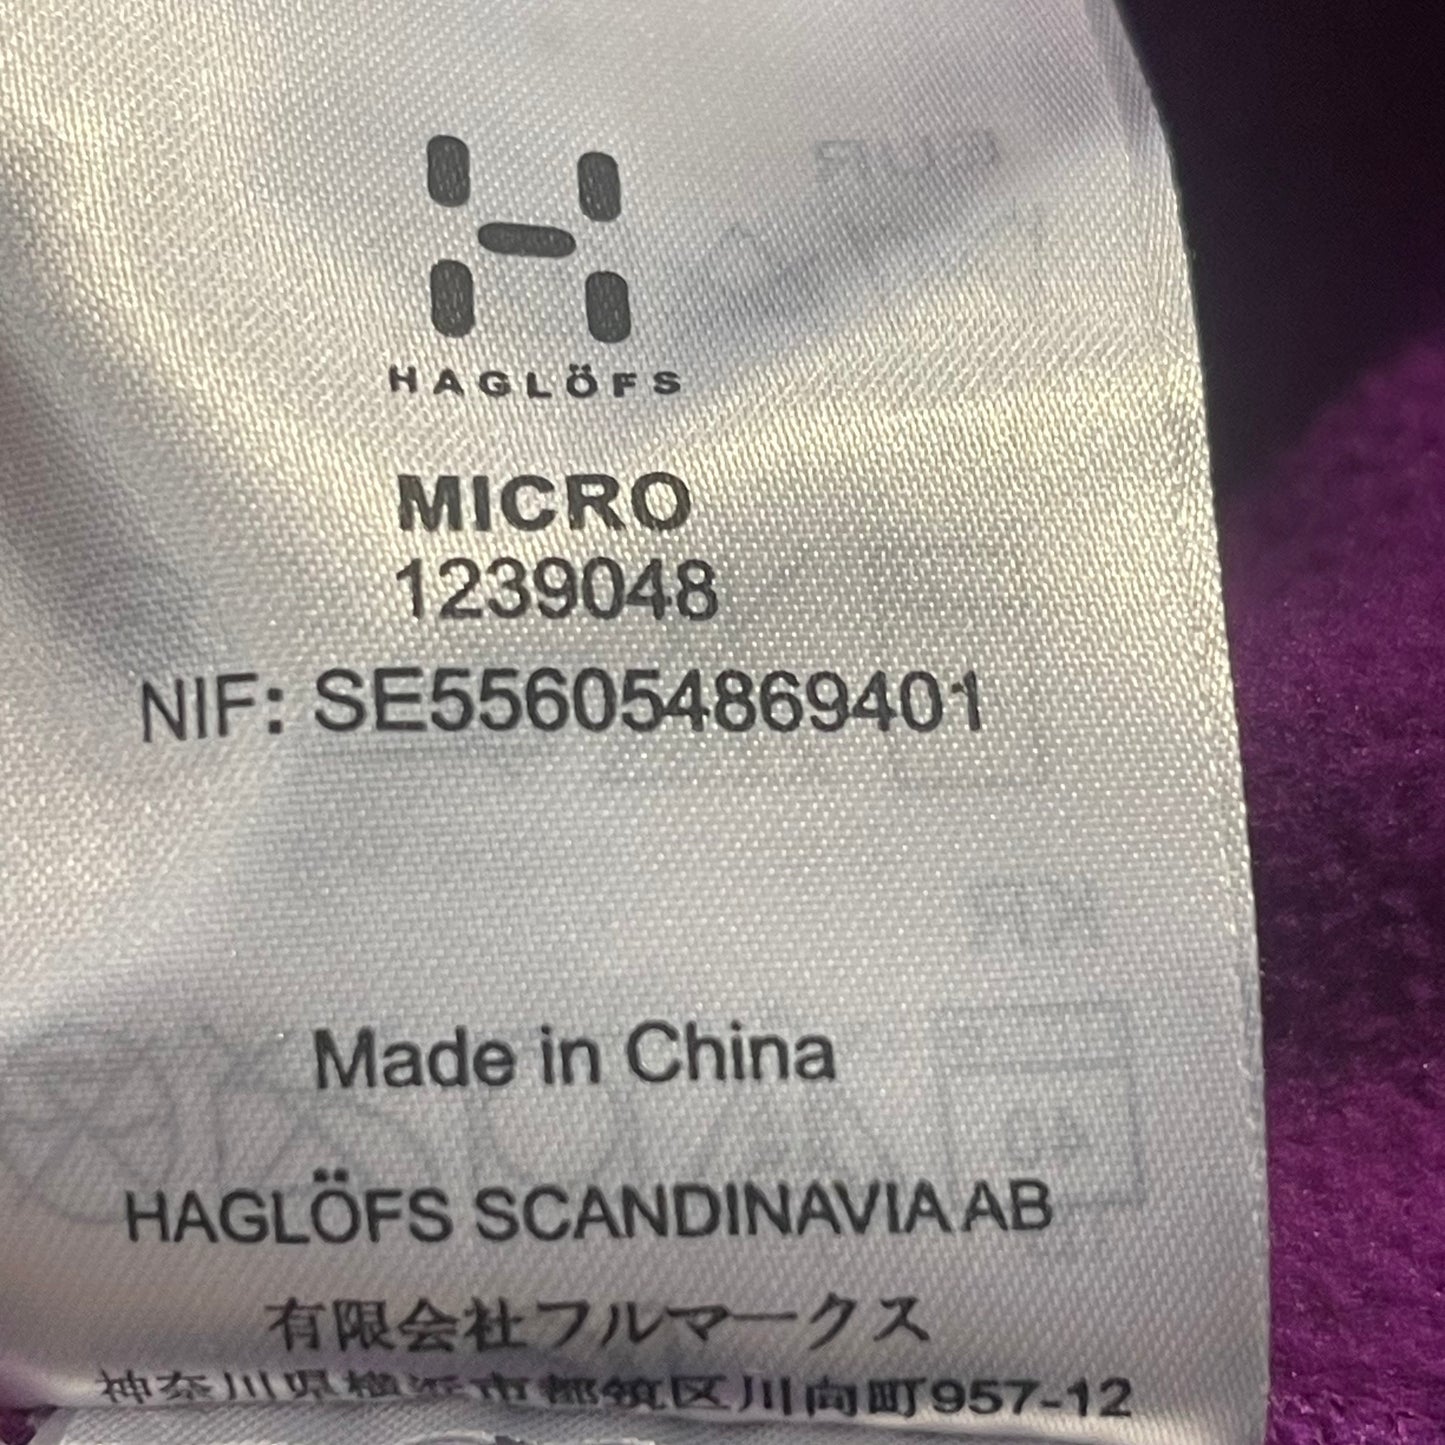 HAGLÖFS
MICRO
1239048
NIF: SE556054869401
Made in China
HAGLÖFS SCANDINAVIA AB
有限会社フルマークス
神奈川県横浜市都筑区川向町957-12